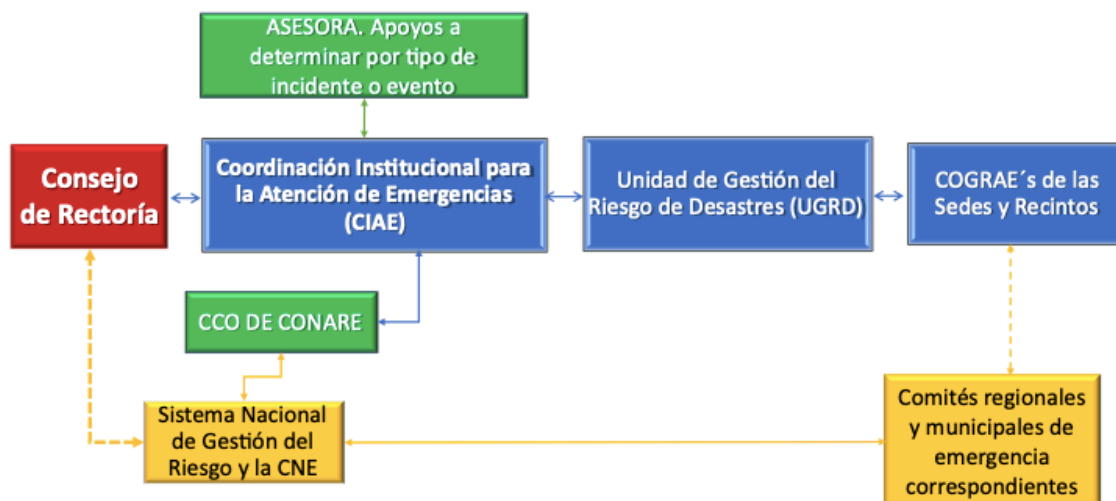 ASESORA. Apoyos a
determinar por tipo de
incidente o evento
Consejo
de Rectoría
Coordinación Institucional para
la Atención de Emergencias
(CIAE)
Unidad de Gestión del
Riesgo de Desastres (UGRD)
COGRAE´s de las
Sedes y Recintos
CCO DE CONARE
Sistema Nacional
de Gestión del
Riesgo y la CNE
Comités regionales
y municipales de
emergencia
correspondientes